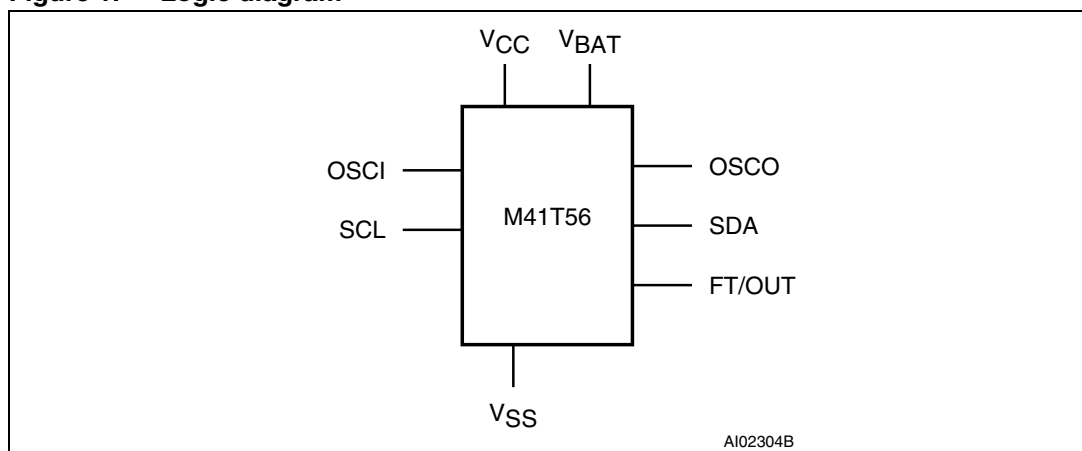 Figure 1. Logic diagram
VCC VBAT
OSCI
OSCO
M41T56
SCL
SDA
FT/OUT
VSS
AI02304B